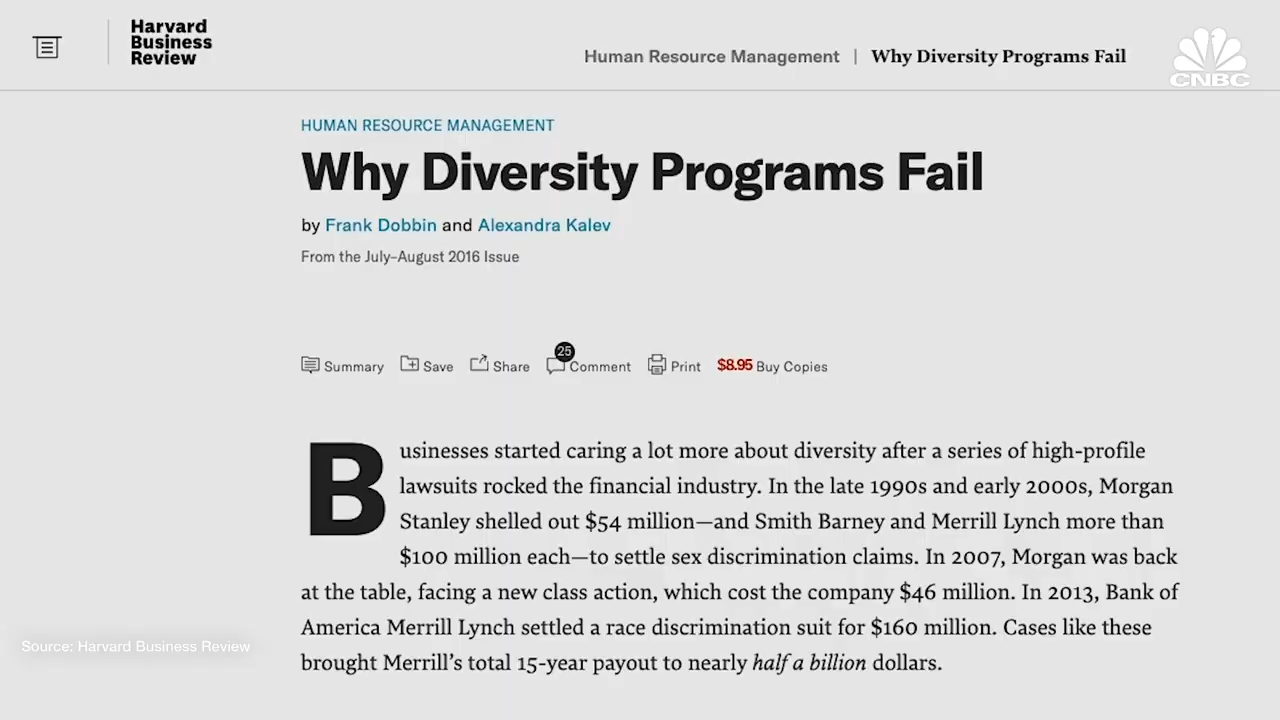 Harvard
Business
Review
Human Resource Management | Why Diversity Programs Fail
CNBC
HUMAN RESOURCE MANAGEMENT
Why Diversity Programs Fail
by Frank Dobbin and Alexandra Kalev
From the July–August 2016 Issue
Summary Save Share 25 Comment Print $8.95 Buy Copies
Businesses started caring a lot more about diversity after a series of high-profile
lawsuits rocked the financial industry. In the late 1990s and early 2000s, Morgan
Stanley shelled out $54 million—and Smith Barney and Merrill Lynch more than
$100 million each—to settle sex discrimination claims. In 2007, Morgan was back
at the table, facing a new class action, which cost the company $46 million. In 2013, Bank of
America Merrill Lynch settled a race discrimination suit for $160 million. Cases like these
brought Merrill’s total 15-year payout to nearly half a billion dollars.
Source: Harvard Business Review